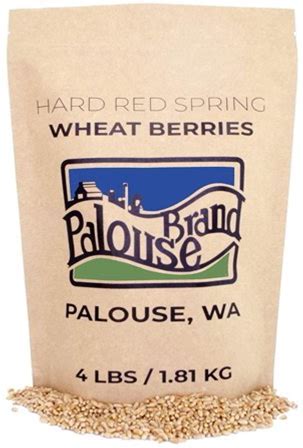 HARD RED SPRING
WHEAT BERRIES
Palouse Brand
PALOUSE, WA
4 LBS / 1.81 KG